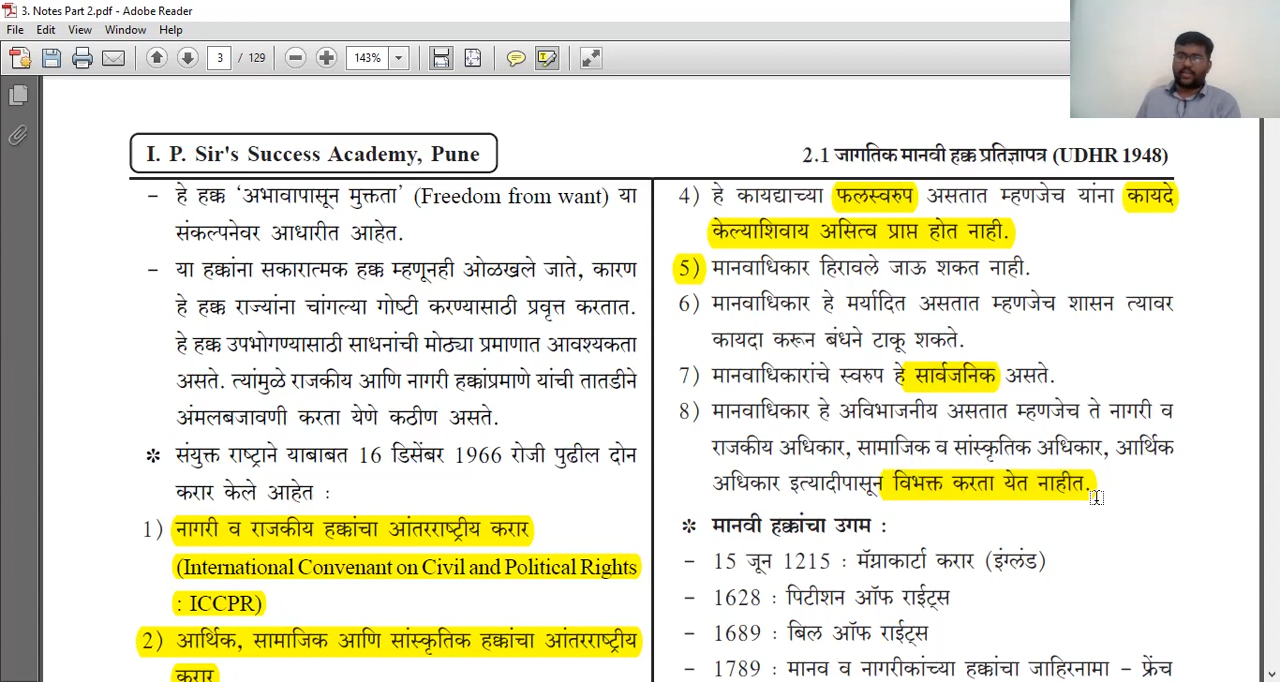 3. Notes Part 2.pdf - Adobe Reader
File Edit View Window Help
3 / 129 143%
I. P. Sir's Success Academy, Pune
2.1 जागतिक मानवी हक्क प्रतिज्ञापत्र (UDHR 1948)
– हे हक्क ‘अभावापासून मुक्तता’ (Freedom from want) या
संकल्पनेवर आधारीत आहेत.
– या हक्कांना सकारात्मक हक्क म्हणूनही ओळखले जाते, कारण
हे हक्क राज्यांना चांगल्या गोष्टी करण्यासाठी प्रवृत्त करतात.
हे हक्क उपभोगण्यासाठी साधनांची मोठ्या प्रमाणात आवश्यकता
असते. त्यांमुळे राजकीय आणि नागरी हक्कांप्रमाणे यांची तातडीने
अंमलबजावणी करता येणे कठीण असते.
* संयुक्त राष्ट्राने याबाबत 16 डिसेंबर 1966 रोजी पुढील दोन
करार केले आहेत :
1) नागरी व राजकीय हक्कांचा आंतरराष्ट्रीय करार
(International Convenant on Civil and Political Rights
: ICCPR)
2) आर्थिक, सामाजिक आणि सांस्कृतिक हक्कांचा आंतरराष्ट्रीय
करार
4) हे कायद्याच्या फलस्वरुप असतात म्हणजेच यांना कायदे
केल्याशिवाय असित्व प्राप्त होत नाही.
5) मानवाधिकार हिरावले जाऊ शकत नाही.
6) मानवाधिकार हे मर्यादित असतात म्हणजेच शासन त्यावर
कायदा करून बंधने टाकू शकते.
7) मानवाधिकारांचे स्वरुप हे सार्वजनिक असते.
8) मानवाधिकार हे अविभाजनीय असतात म्हणजेच ते नागरी व
राजकीय अधिकार, सामाजिक व सांस्कृतिक अधिकार, आर्थिक
अधिकार इत्यादीपासून विभक्त करता येत नाहीत.
* मानवी हक्कांचा उगम :
– 15 जून 1215 : मॅग्नाकार्टा करार (इंग्लंड)
– 1628 : पिटीशन ऑफ राईट्स
– 1689 : बिल ऑफ राईट्स
– 1789 : मानव व नागरीकांच्या हक्कांचा जाहिरनामा – फ्रेंच